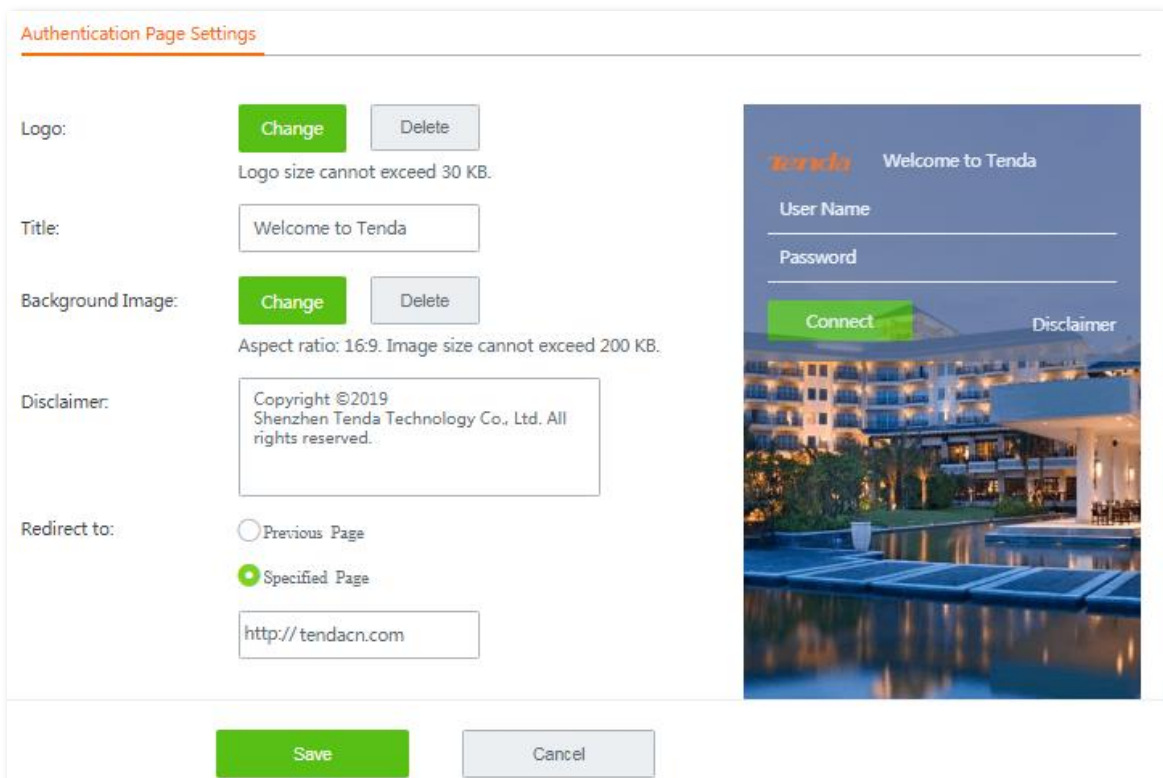 Authentication Page Settings
Logo:
Change
Delete
Logo size cannot exceed 30 KB.
Title:
Welcome to Tenda
Background Image:
Change
Delete
Aspect ratio: 16:9. Image size cannot exceed 200 KB.
Disclaimer:
Copyright ©2019
Shenzhen Tenda Technology Co., Ltd. All
rights reserved.
Redirect to:
Previous Page
Specified Page
http:// tendacn.com
Tenda Welcome to Tenda
User Name
Password
Connect
Disclaimer
Save
Cancel